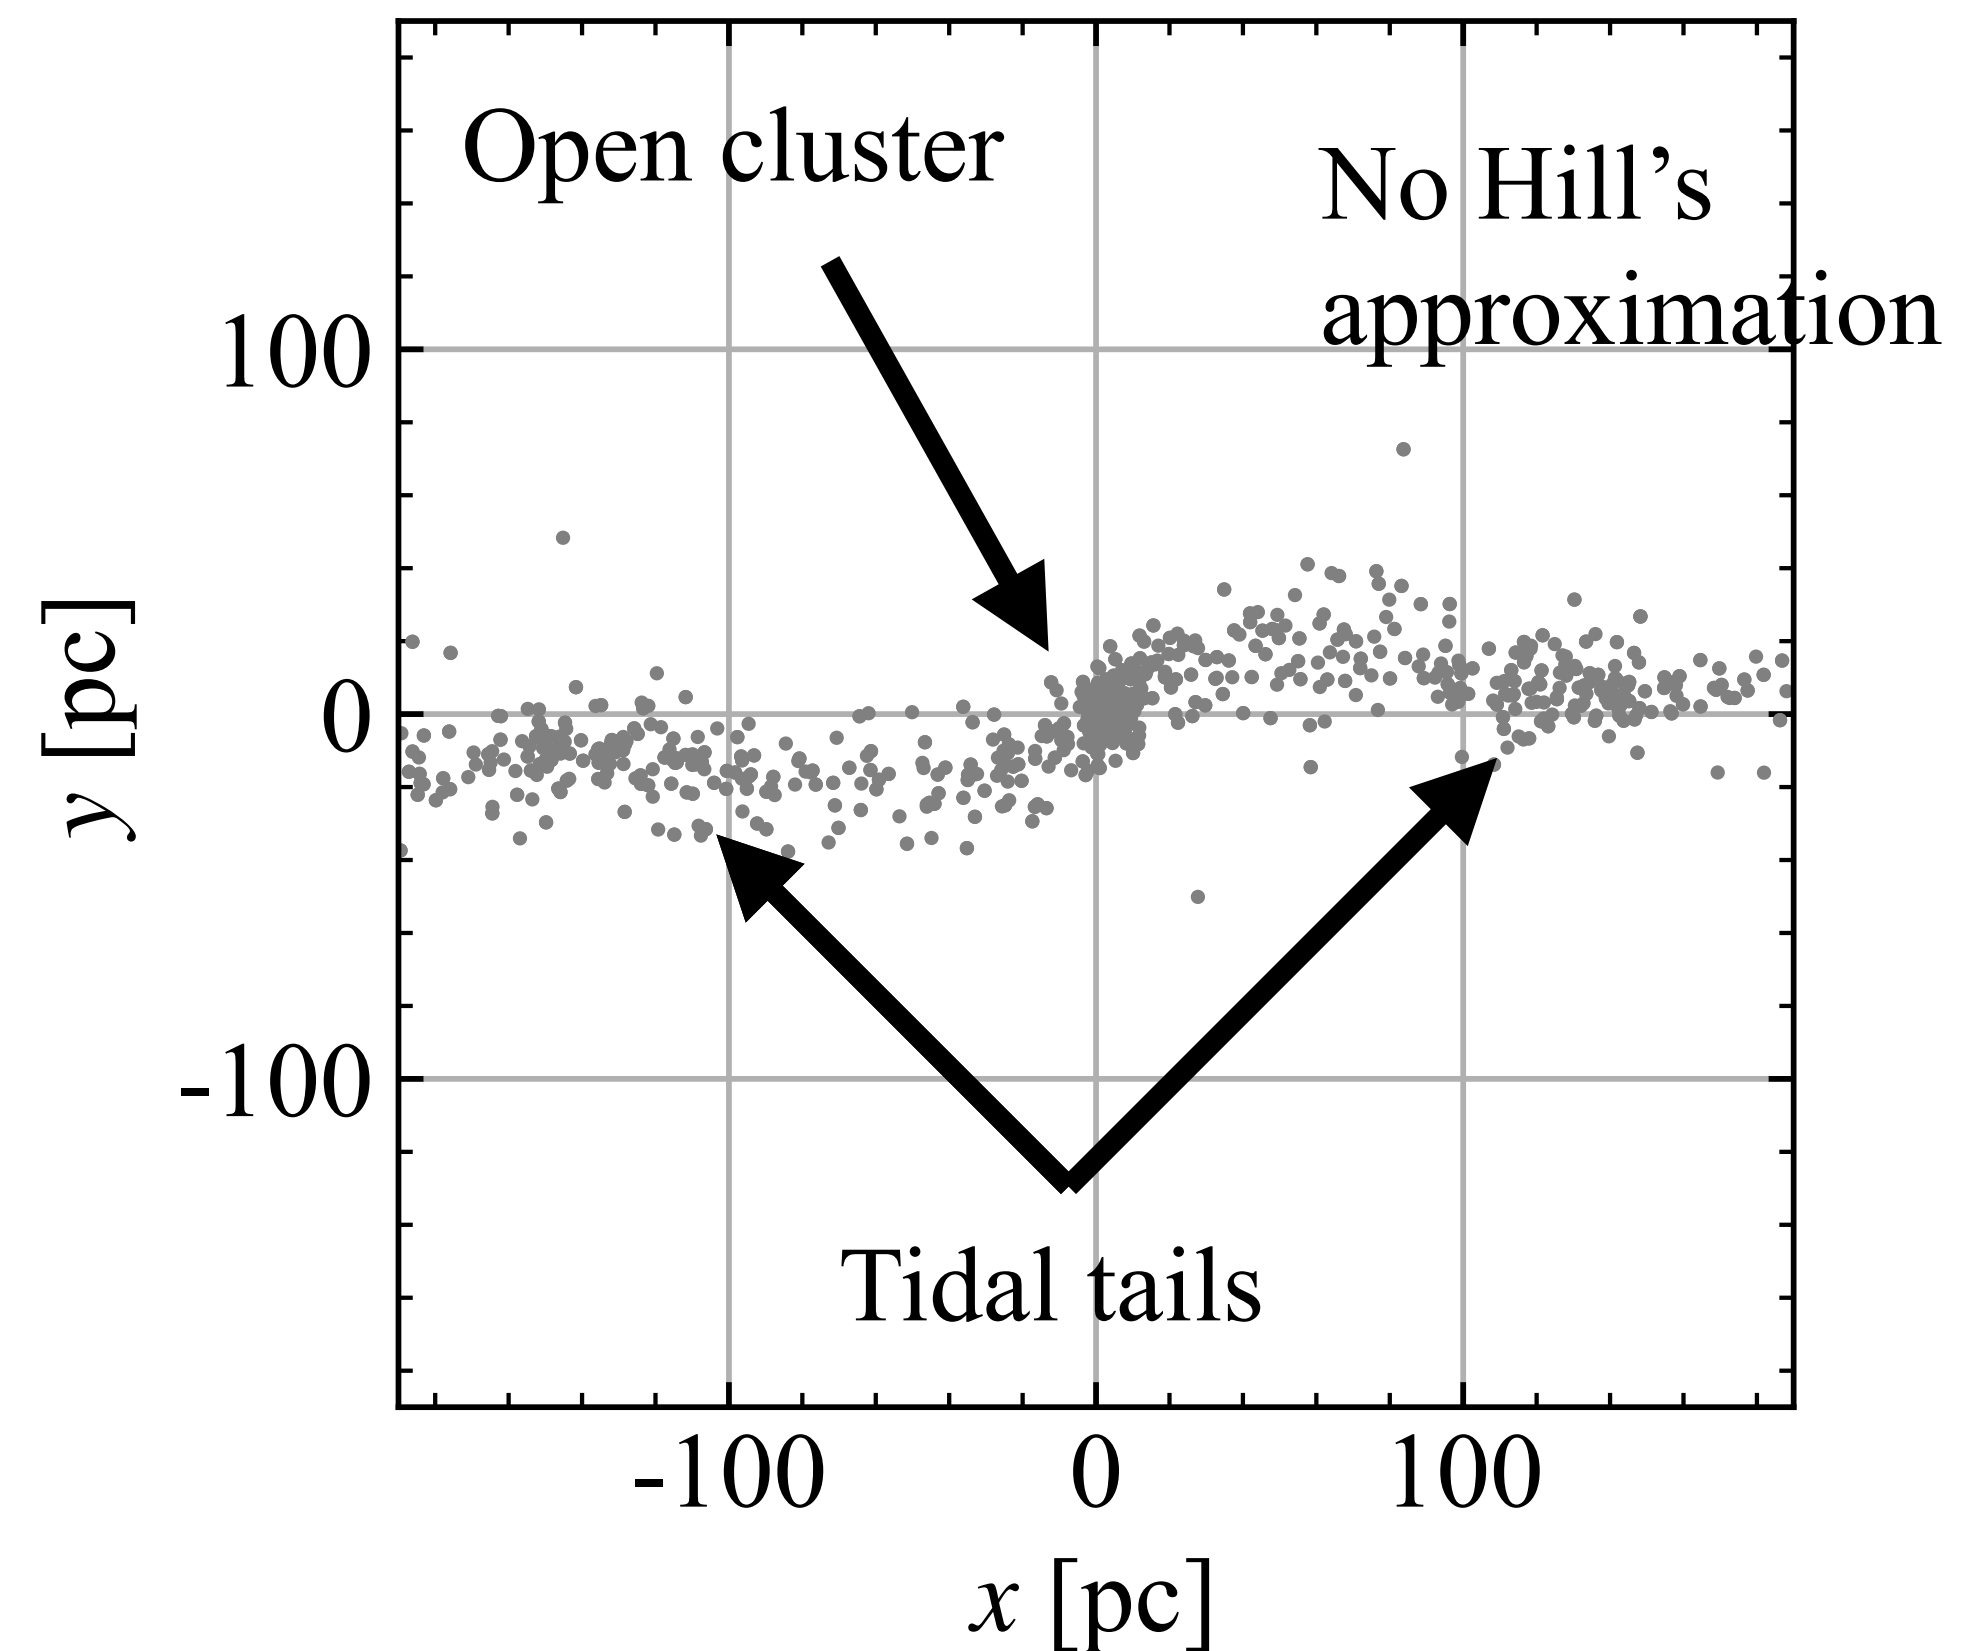 Open cluster
No Hill’s
approximation
100
0
-100
y [pc]
Tidal tails
-100 0 100
x [pc]